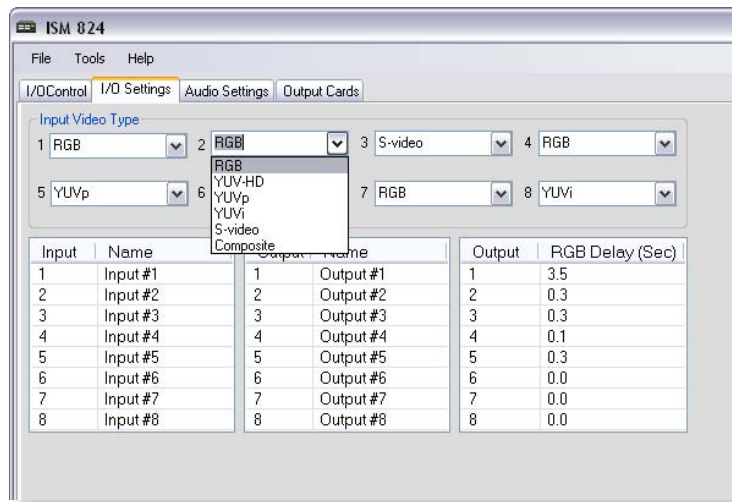 ISM 824
File Tools Help
I/OControl I/O Settings Audio Settings Output Cards
Input Video Type
1 RGB 2 RGB 3 S-video 4 RGB
RGB
YUV-HD
YUVp
YUVi
S-video
Composite
5 YUVp 6 7 RGB 8 YUVi
Input Name Output Name Output RGB Delay (Sec)
1 Input #1 1 Output #1 1 3.5
2 Input #2 2 Output #2 2 0.3
3 Input #3 3 Output #3 3 0.3
4 Input #4 4 Output #4 4 0.1
5 Input #5 5 Output #5 5 0.3
6 Input #6 6 Output #6 6 0.0
7 Input #7 7 Output #7 7 0.0
8 Input #8 8 Output #8 8 0.0